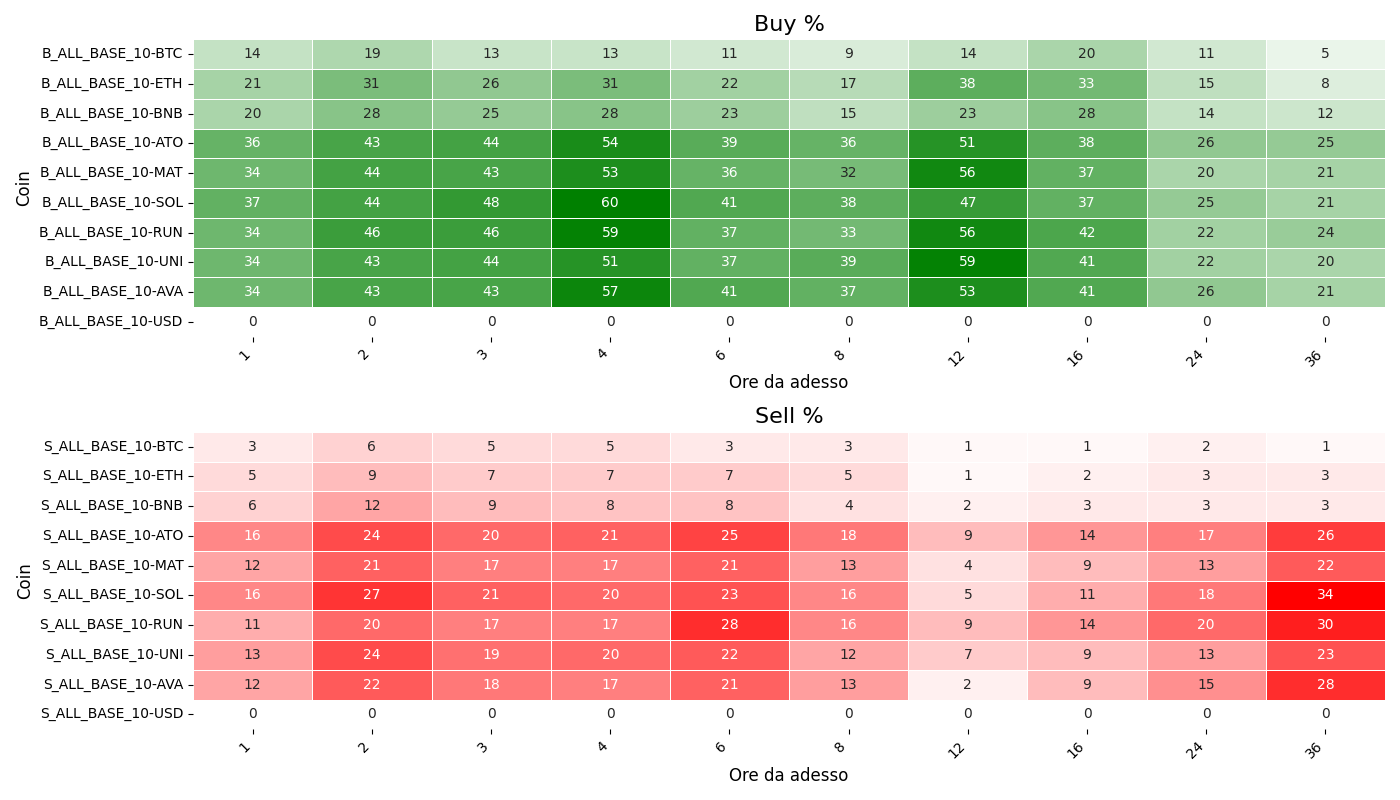 Buy %
Coin
B_ALL_BASE_10-BTC 14 19 13 13 11 9 14 20 11 5
B_ALL_BASE_10-ETH 21 31 26 31 22 17 38 33 15 8
B_ALL_BASE_10-BNB 20 28 25 28 23 15 23 28 14 12
B_ALL_BASE_10-ATO 36 43 44 54 39 36 51 38 26 25
B_ALL_BASE_10-MAT 34 44 43 53 36 32 56 37 20 21
B_ALL_BASE_10-SOL 37 44 48 60 41 38 47 37 25 21
B_ALL_BASE_10-RUN 34 46 46 59 37 33 56 42 22 24
B_ALL_BASE_10-UNI 34 43 44 51 37 39 59 41 22 20
B_ALL_BASE_10-AVA 34 43 43 57 41 37 53 41 26 21
B_ALL_BASE_10-USD 0 0 0 0 0 0 0 0 0 0
1 2 3 4 6 8 12 16 24 36
Ore da adesso
Sell %
Coin
S_ALL_BASE_10-BTC 3 6 5 5 3 3 1 1 2 1
S_ALL_BASE_10-ETH 5 9 7 7 7 5 1 2 3 3
S_ALL_BASE_10-BNB 6 12 9 8 8 4 2 3 3 3
S_ALL_BASE_10-ATO 16 24 20 21 25 18 9 14 17 26
S_ALL_BASE_10-MAT 12 21 17 17 21 13 4 9 13 22
S_ALL_BASE_10-SOL 16 27 21 20 23 16 5 11 18 34
S_ALL_BASE_10-RUN 11 20 17 17 28 16 9 14 20 30
S_ALL_BASE_10-UNI 13 24 19 20 22 12 7 9 13 23
S_ALL_BASE_10-AVA 12 22 18 17 21 13 2 9 15 28
S_ALL_BASE_10-USD 0 0 0 0 0 0 0 0 0 0
1 2 3 4 6 8 12 16 24 36
Ore da adesso